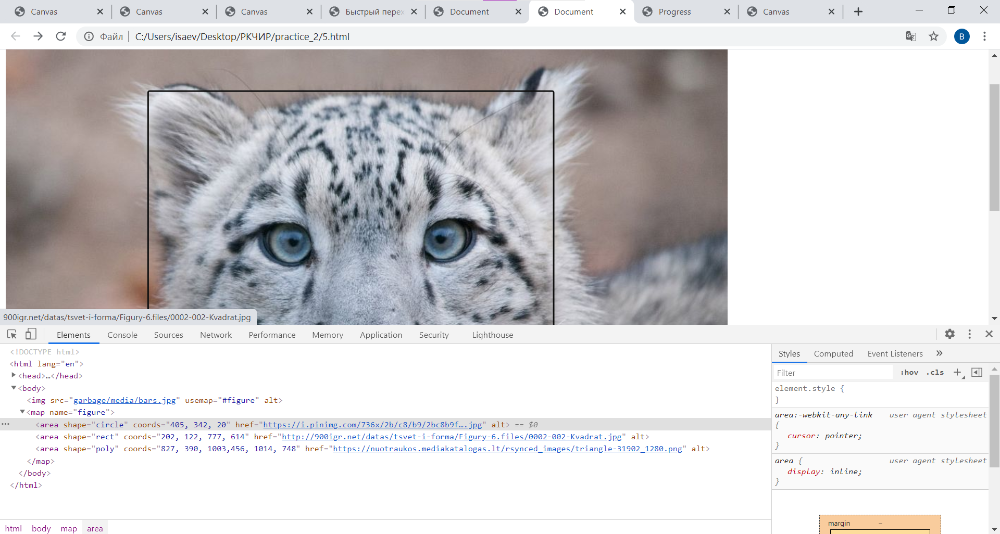 Canvas
Canvas
Canvas
Быстрый перех
Document
Document
Progress
Canvas
Файл | C:/Users/isaev/Desktop/РКЧИР/practice_2/5.html
B
900igr.net/datas/tsvet-i-forma/Figury-6.files/0002-002-Kvadrat.jpg
Elements Console Sources Network Performance Memory Application Security Lighthouse
<!DOCTYPE html>
<html lang="en">
<head>…</head>
<body>
<img src="garbage/media/bars.jpg" usemap="#figure" alt>
<map name="figure">
<area shape="circle" coords="405, 342, 20" href="https://i.pinimg.com/736x/2b/c8/b9/2bc8b9f….jpg" alt> == $0
<area shape="rect" coords="202, 122, 777, 614" href="http://900igr.net/datas/tsvet-i-forma/Figury-6.files/0002-002-Kvadrat.jpg" alt>
<area shape="poly" coords="827, 390, 1003,456, 1014, 748" href="https://nuotraukos.mediakatalogas.lt/rsynced_images/triangle-31902_1280.png" alt>
</map>
</body>
</html>
html body map area
Styles Computed Event Listeners
Filter :hov .cls
element.style {
}
area:-webkit-any-link user agent stylesheet
{
cursor: pointer;
}
area { user agent stylesheet
display: inline;
}
margin –